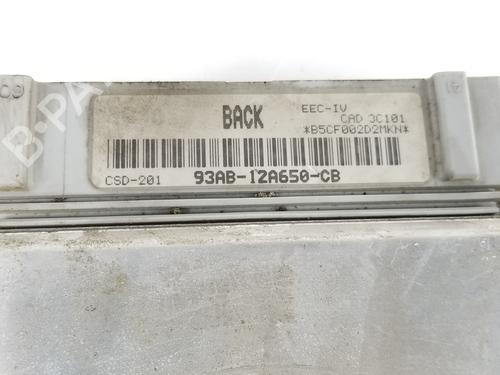 BACK
EEC-IV
CAD 3C101
*B5CF002D2MKN*
CSD-201
93AB-12A650-CB